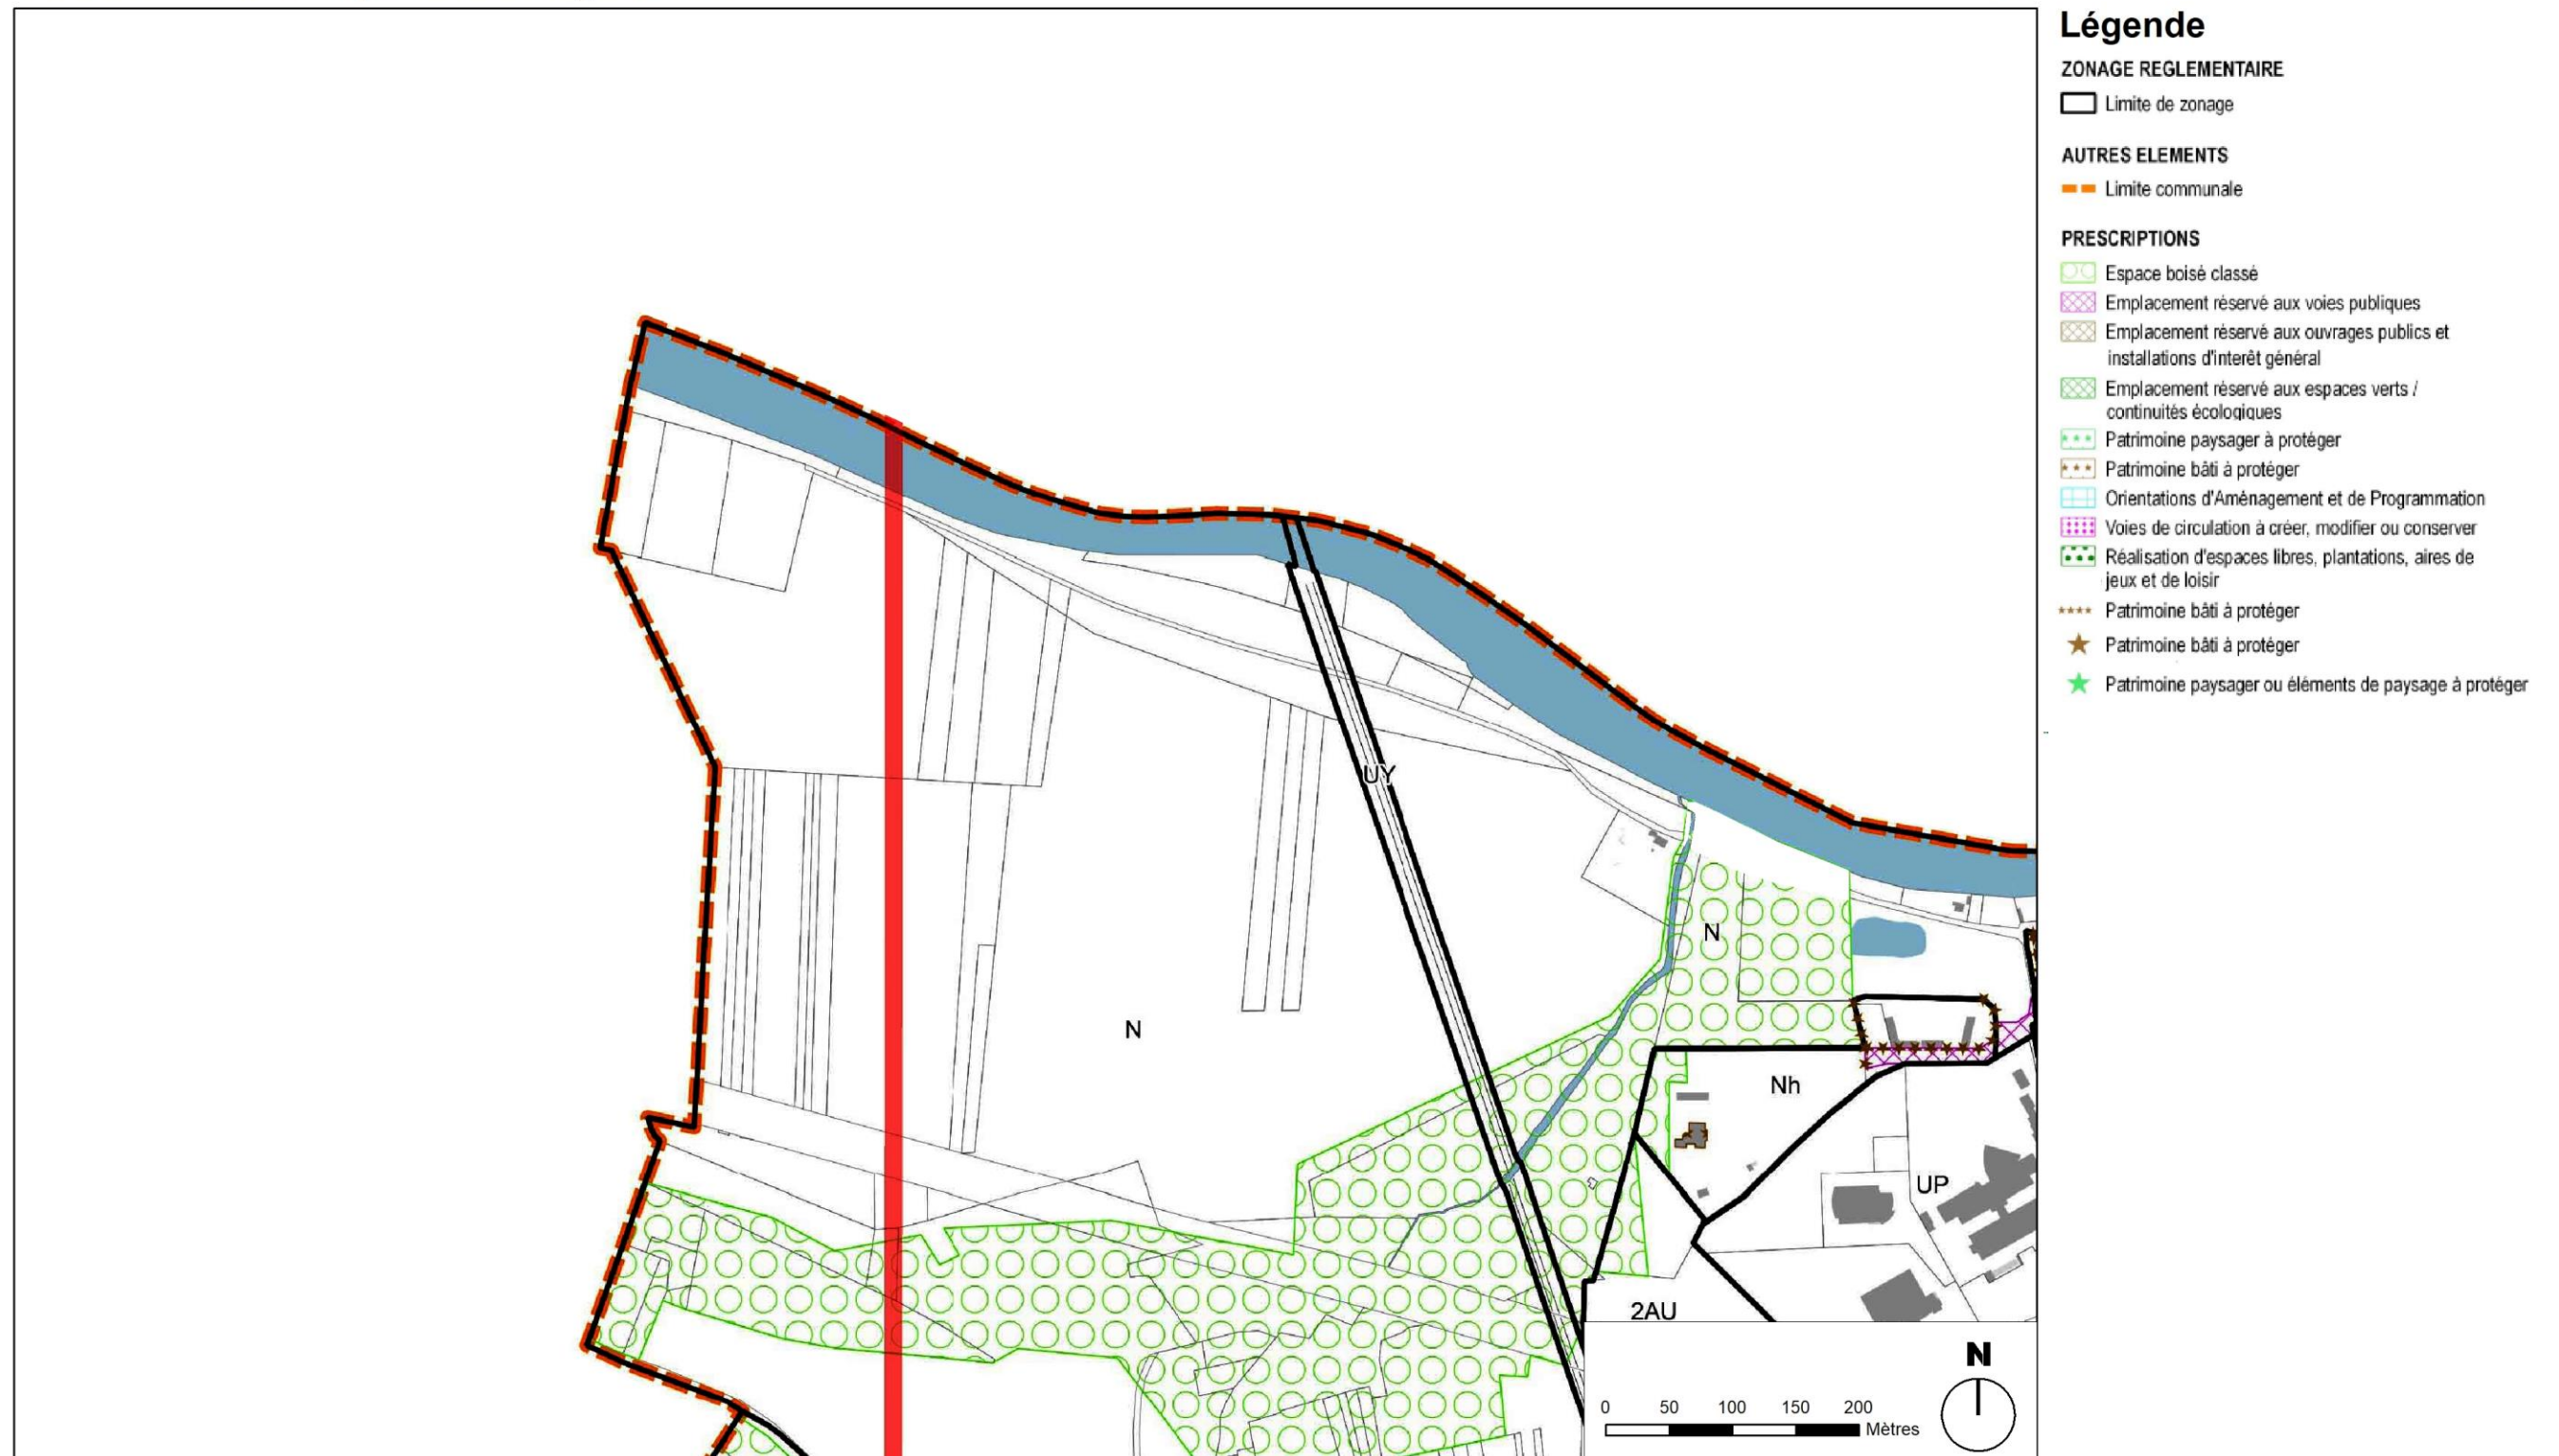 Légende
ZONAGE REGLEMENTAIRE
Limite de zonage
AUTRES ELEMENTS
Limite communale
PRESCRIPTIONS
Espace boisé classé
Emplacement réservé aux voies publiques
Emplacement réservé aux ouvrages publics et
installations d'interêt général
Emplacement réservé aux espaces verts /
continuités écologiques
Patrimoine paysager à protéger
Patrimoine bâti à protéger
Orientations d'Aménagement et de Programmation
Voies de circulation à créer, modifier ou conserver
Réalisation d'espaces libres, plantations, aires de
jeux et de loisir
Patrimoine bâti à protéger
Patrimoine bâti à protéger
Patrimoine paysager ou éléments de paysage à protéger
UY
N
N
Nh
UP
2AU
N
0 50 100 150 200
Mètres